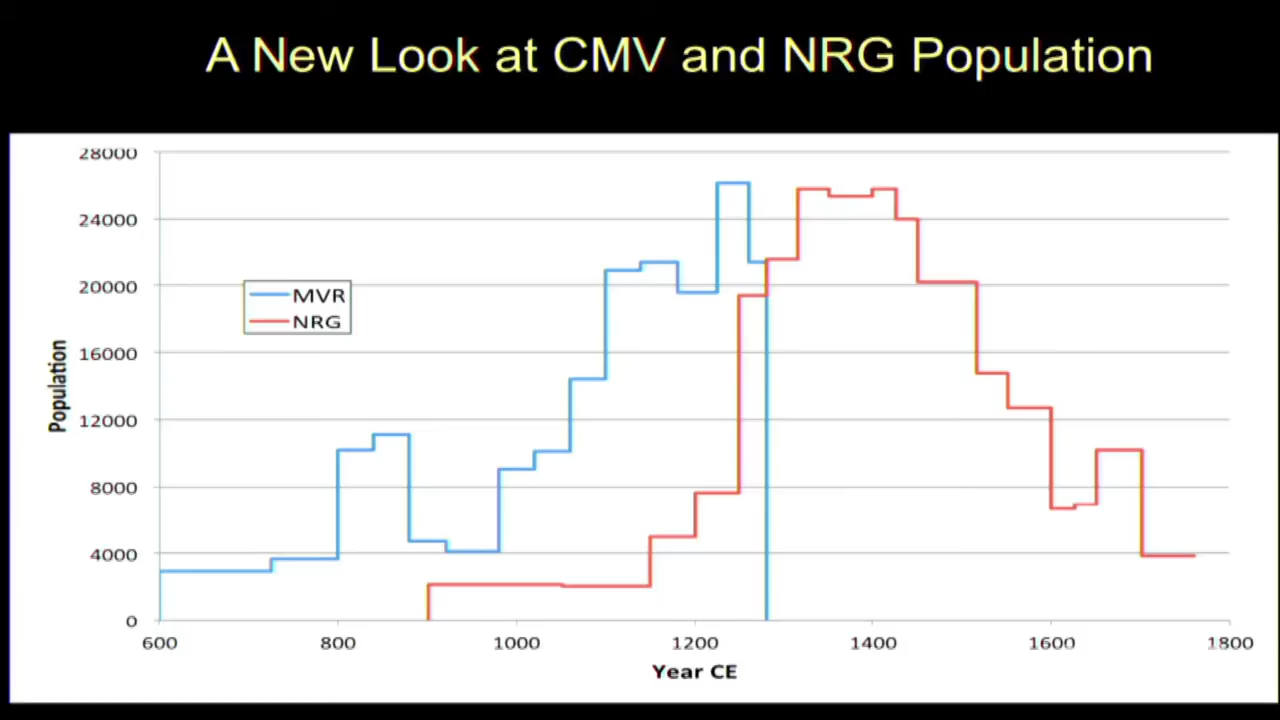 A New Look at CMV and NRG Population
28000
24000
20000
16000
12000
8000
4000
0
Population
MVR
NRG
600 800 1000 1200 1400 1600 1800
Year CE